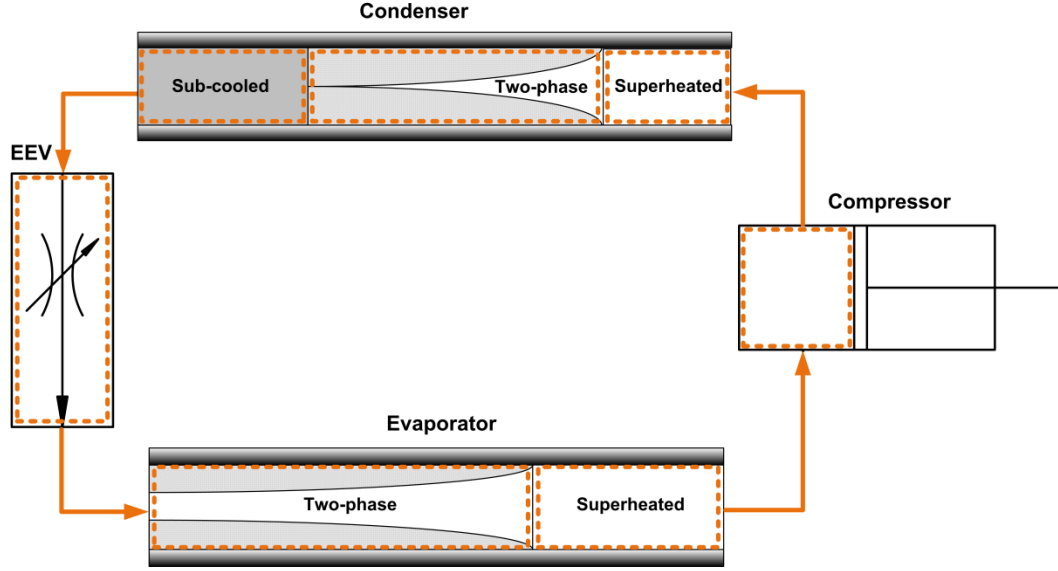 Condenser
Sub-cooled
Two-phase
Superheated
EEV
Compressor
Evaporator
Two-phase
Superheated